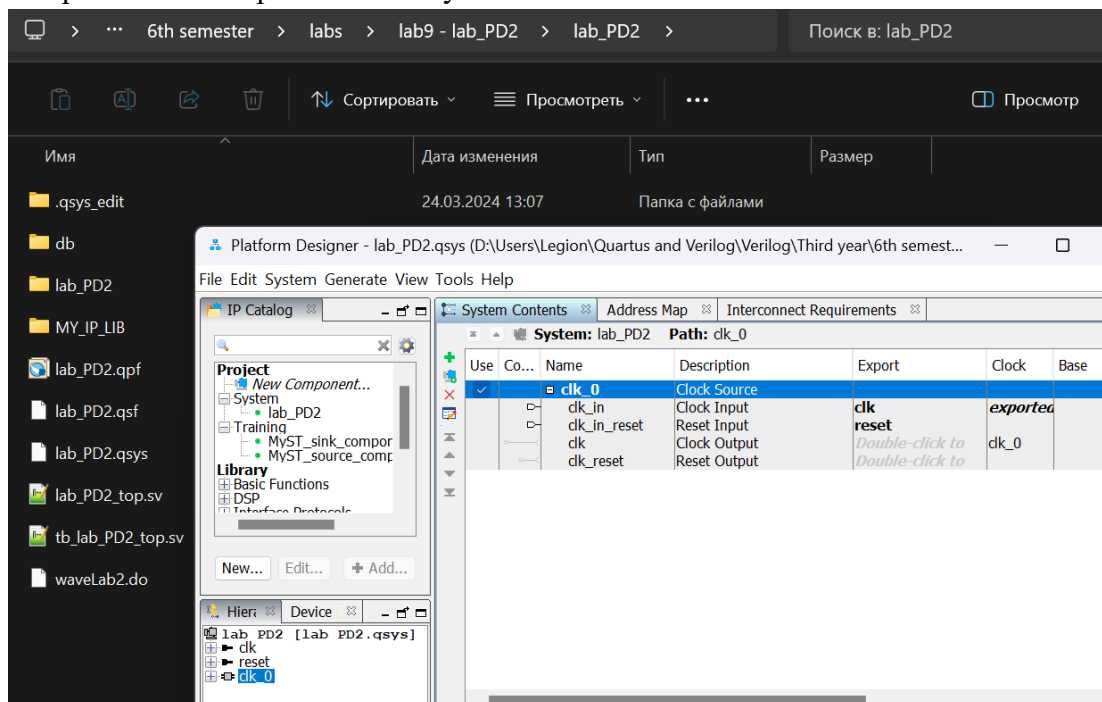 6th semester > labs > lab9 - lab_PD2 > lab_PD2 >
Поиск в: lab_PD2
Сортировать
Просмотреть
Просмотр
Имя
Дата изменения
Тип
Размер
.qsys_edit
24.03.2024 13:07
Папка с файлами
db
lab_PD2
MY_IP_LIB
lab_PD2.qpf
lab_PD2.qsf
lab_PD2.qsys
lab_PD2_top.sv
tb_lab_PD2_top.sv
waveLab2.do
Platform Designer - lab_PD2.qsys (D:\Users\Legion\Quartus and Verilog\Verilog\Third year\6th semest...
File Edit System Generate View Tools Help
IP Catalog
Project
New Component...
System
lab_PD2
Training
MyST_sink_compor
MyST_source_comp
Library
Basic Functions
DSP
Interface Protocols
New... Edit... Add...
Hiera
Device
lab_PD2 [lab_PD2.qsys]
clk
reset
clk_0
System Contents
Address Map
Interconnect Requirements
System: lab_PD2 Path: clk_0
Use Co... Name Description Export Clock Base
clk_0 Clock Source
clk_in Clock Input clk exported
clk_in_reset Reset Input reset
clk Clock Output Double-click to clk_0
clk_reset Reset Output Double-click to